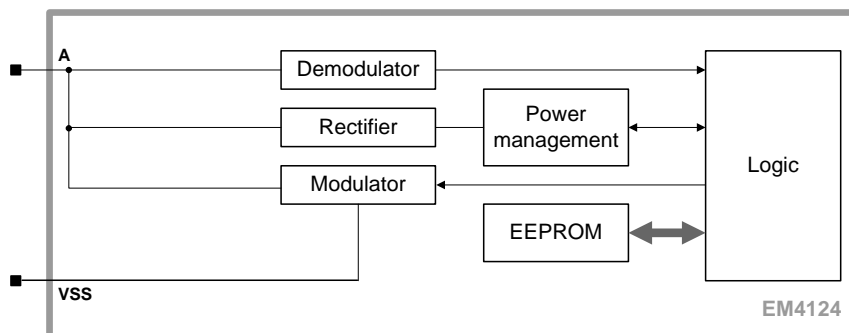 A
Demodulator
Rectifier
Power
management
Modulator
Logic
EEPROM
VSS
EM4124